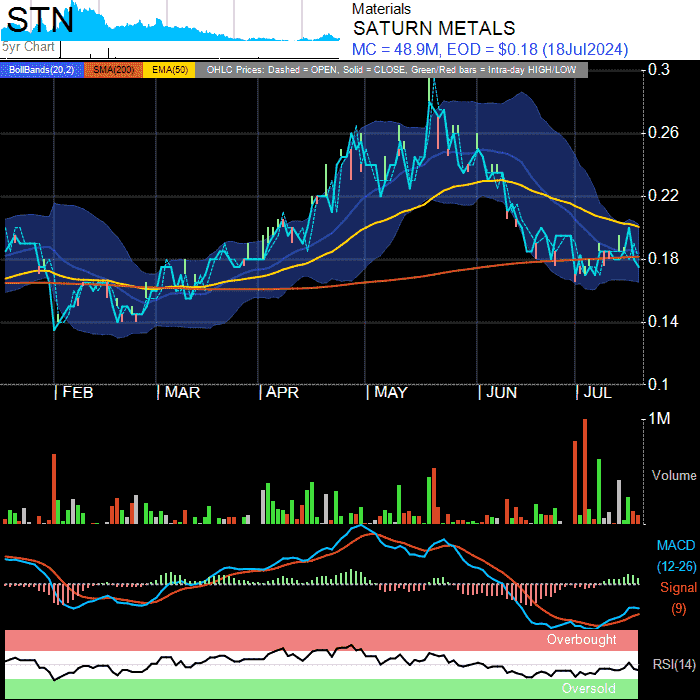 STN
5yr Chart
Materials
SATURN METALS
MC = 48.9M, EOD = $0.18 (18Jul2024)
BollBands(20,2) SMA(200) EMA(50) OHLC Prices: Dashed = OPEN, Solid = CLOSE, Green/Red bars = Intra-day HIGH/LOW
0.3
0.26
0.22
0.18
0.14
0.1
| FEB | MAR | APR | MAY | JUN | JUL
1M
Volume
MACD
(12-26)
Signal
(9)
Overbought
RSI(14)
Oversold